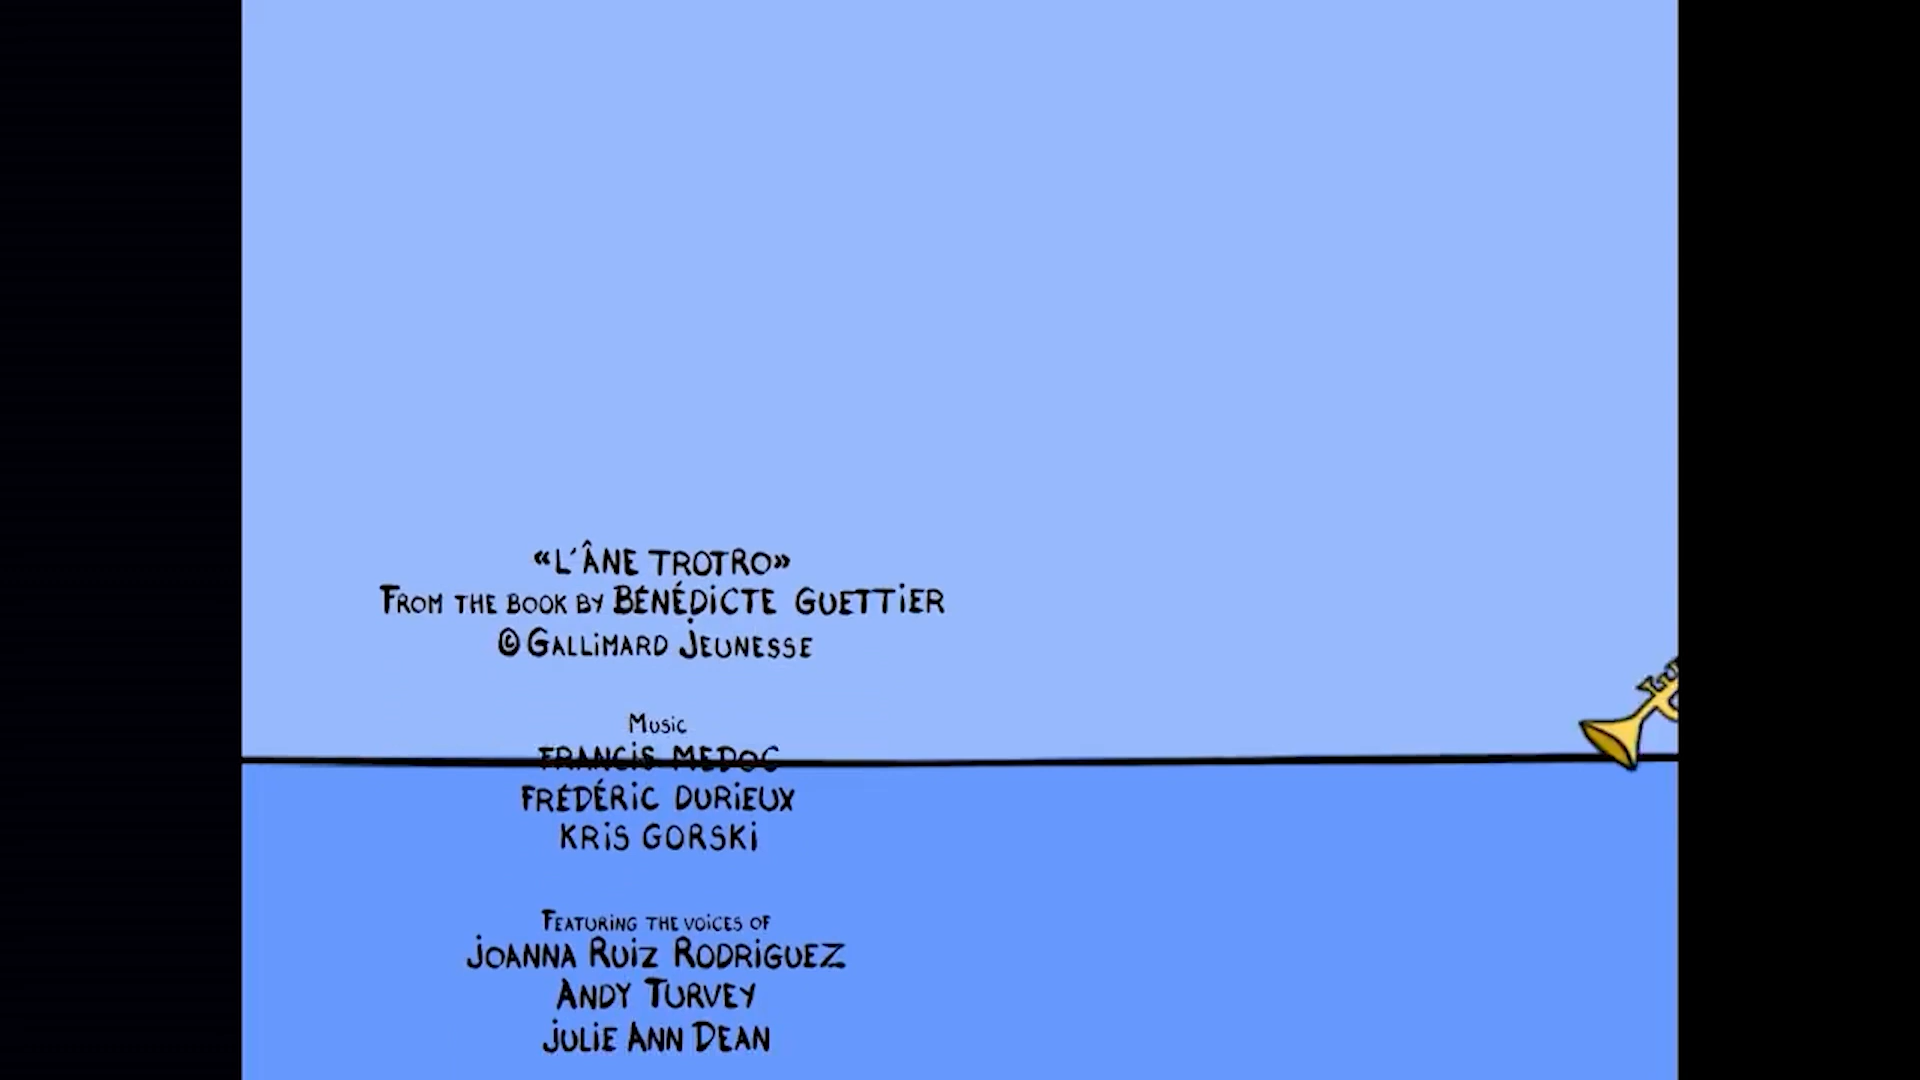 «L'ÂNE TROTRO»
FROM THE BOOK BY BÉNÉDICTE GUETTIER
© GALLIMARD JEUNESSE
MUSIC
FRANCIS MEDOC
FRÉDÉRIC DURIEUX
KRIS GORSKI
FEATURING THE VOICES OF
JOANNA RUIZ RODRIGUEZ
ANDY TURVEY
JULIE ANN DEAN